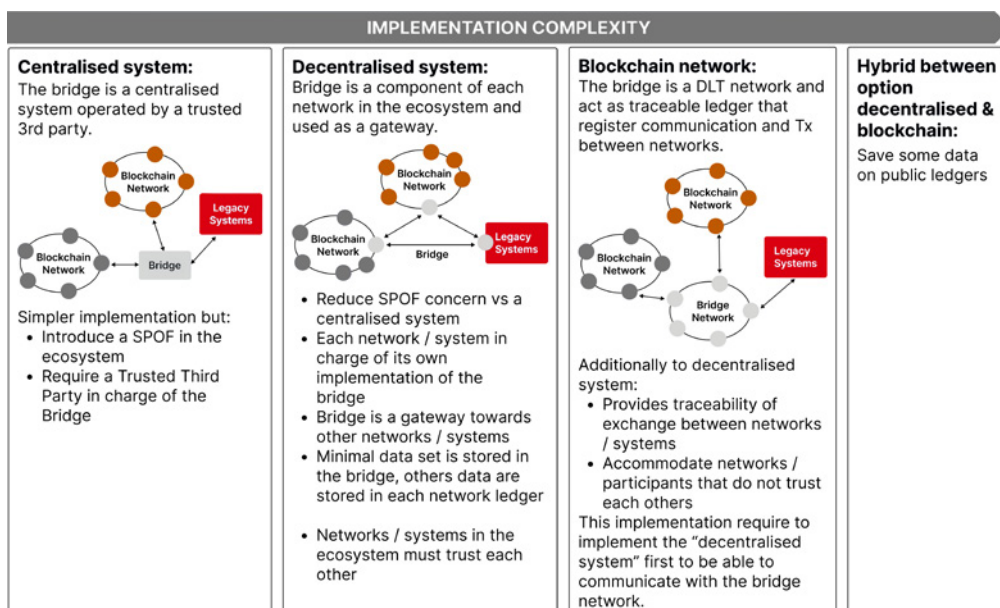 IMPLEMENTATION COMPLEXITY
Centralised system:
The bridge is a centralised
system operated by a trusted
3rd party.
Blockchain
Network
Legacy
Systems
Blockchain
Network
Bridge
Simpler implementation but:
• Introduce a SPOF in the
ecosystem
• Require a Trusted Third
Party in charge of the
Bridge
Decentralised system:
Bridge is a component of each
network in the ecosystem and
used as a gateway.
Blockchain
Network
Blockchain
Network
Bridge
Legacy
Systems
• Reduce SPOF concern vs a
centralised system
• Each network / system in
charge of its own
implementation of the
bridge
• Bridge is a gateway towards
other networks / systems
• Minimal data set is stored in
the bridge, others data are
stored in each network ledger
• Networks / systems in the
ecosystem must trust each
other
Blockchain network:
The bridge is a DLT network and
act as traceable ledger that
register communication and Tx
between networks.
Blockchain
Network
Blockchain
Network
Legacy
Systems
Bridge
Network
Additionally to decentralised
system:
• Provides traceability of
exchange between networks
/ systems
• Accommodate networks /
participants that do not trust
each others
This implementation require to
implement the “decentralised
system” first to be able to
communicate with the bridge
network.
Hybrid between
option
decentralised &
blockchain:
Save some data
on public ledgers